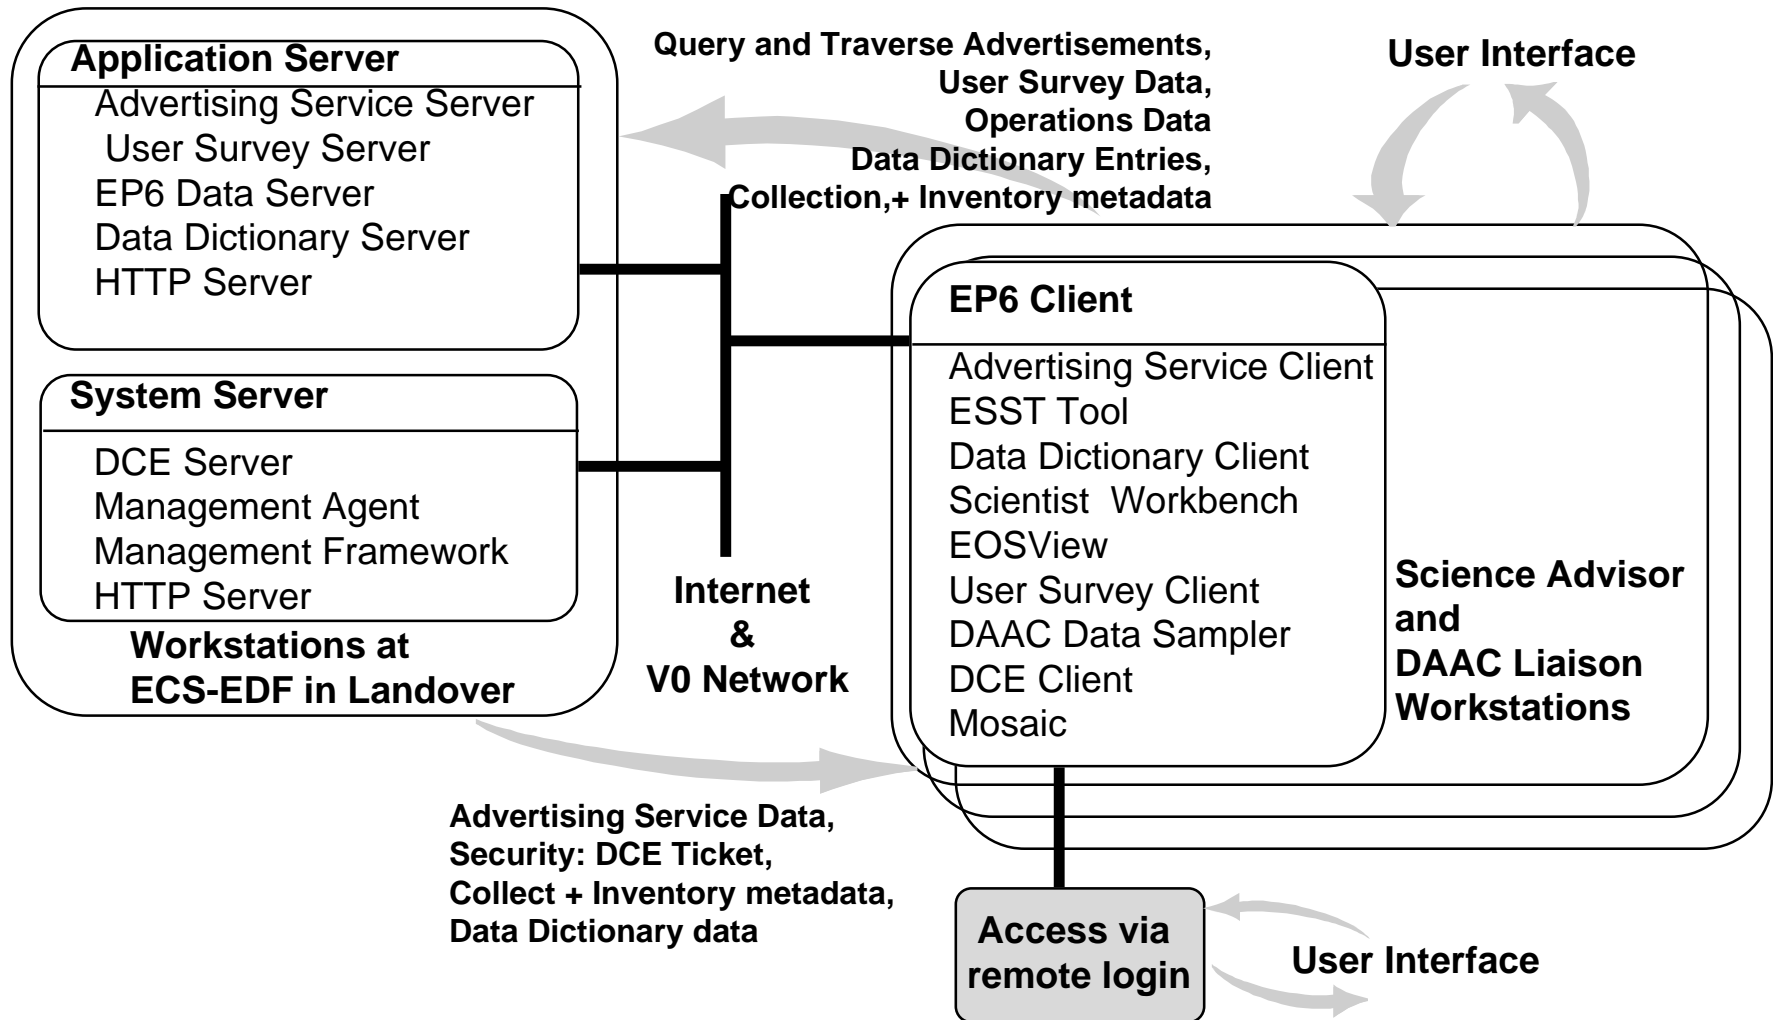 Application Server
Advertising Service Server
User Survey Server
EP6 Data Server
Data Dictionary Server
HTTP Server
System Server
DCE Server
Management Agent
Management Framework
HTTP Server
Workstations at
ECS-EDF in Landover
Query and Traverse Advertisements,
User Survey Data,
Operations Data
Data Dictionary Entries,
Collection,+ Inventory metadata
User Interface
Internet
&
V0 Network
EP6 Client
Advertising Service Client
ESST Tool
Data Dictionary Client
Scientist Workbench
EOSView
User Survey Client
DAAC Data Sampler
DCE Client
Mosaic
Science Advisor
and
DAAC Liaison
Workstations
Advertising Service Data,
Security: DCE Ticket,
Collect + Inventory metadata,
Data Dictionary data
Access via
remote login
User Interface